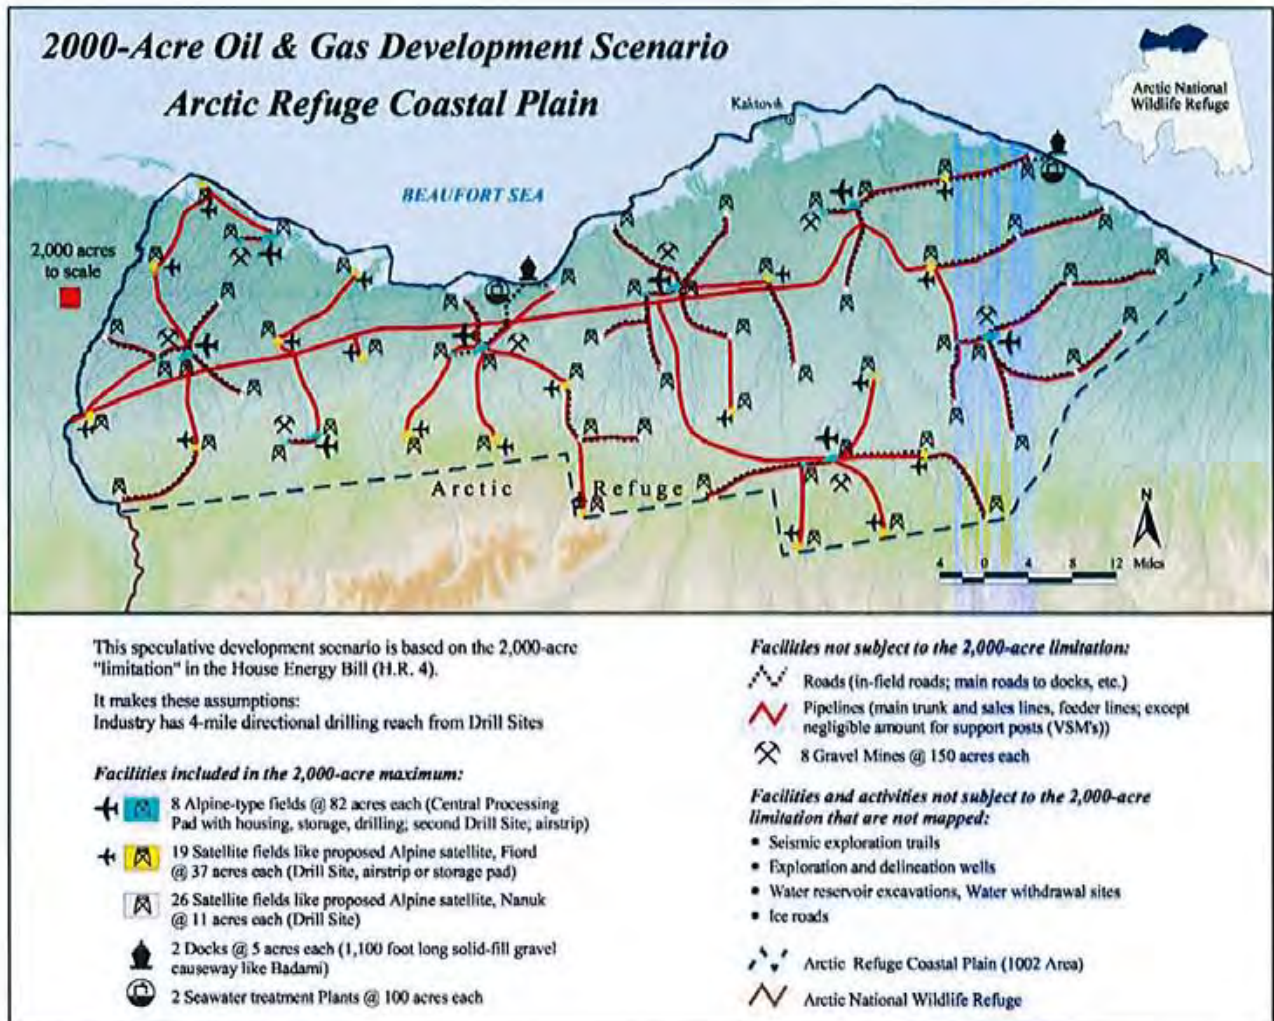 2000-Acre Oil & Gas Development Scenario
Arctic Refuge Coastal Plain
Arctic National
Wildlife Refuge
Kaktovik
BEAUFORT SEA
2,000 acres
to scale
Arctic Refuge
N
4 0 4 8 12
Miles
This speculative development scenario is based on the 2,000-acre
"limitation" in the House Energy Bill (H.R. 4).
It makes these assumptions:
Industry has 4-mile directional drilling reach from Drill Sites
Facilities included in the 2,000-acre maximum:
8 Alpine-type fields @ 82 acres each (Central Processing
Pad with housing, storage, drilling; second Drill Site, airstrip)
19 Satellite fields like proposed Alpine satellite, Fiord
@ 37 acres each (Drill Site, airstrip or storage pad)
26 Satellite fields like proposed Alpine satellite, Nanuk
@ 11 acres each (Drill Site)
2 Docks @ 5 acres each (1,100 foot long solid-fill gravel
causeway like Badami)
2 Seawater treatment Plants @ 100 acres each
Facilities not subject to the 2,000-acre limitation:
Roads (in-field roads; main roads to docks, etc.)
Pipelines (main trunk and sales lines, feeder lines; except
negligible amount for support posts (VSM's))
8 Gravel Mines @ 150 acres each
Facilities and activities not subject to the 2,000-acre
limitation that are not mapped:
• Seismic exploration trails
• Exploration and delineation wells
• Water reservoir excavations, Water withdrawal sites
• Ice roads
Arctic Refuge Coastal Plain (1002 Area)
Arctic National Wildlife Refuge